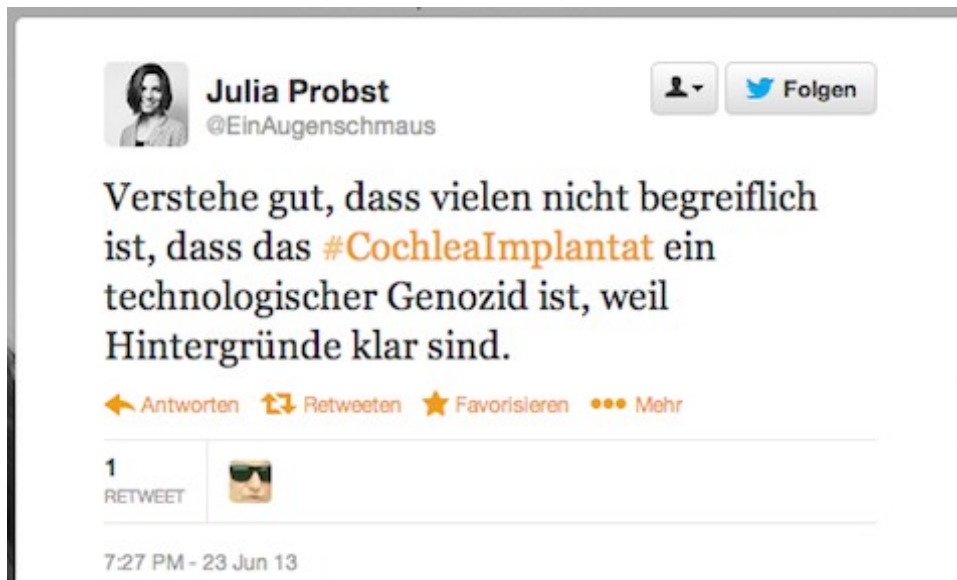 Julia Probst
@EinAugenschmaus
Folgen
Verstehe gut, dass vielen nicht begreiflich
ist, dass das #CochleaImplantat ein
technologischer Genozid ist, weil
Hintergründe klar sind.
Antworten Retweeten Favorisieren Mehr
1
RETWEET
7:27 PM - 23 Jun 13